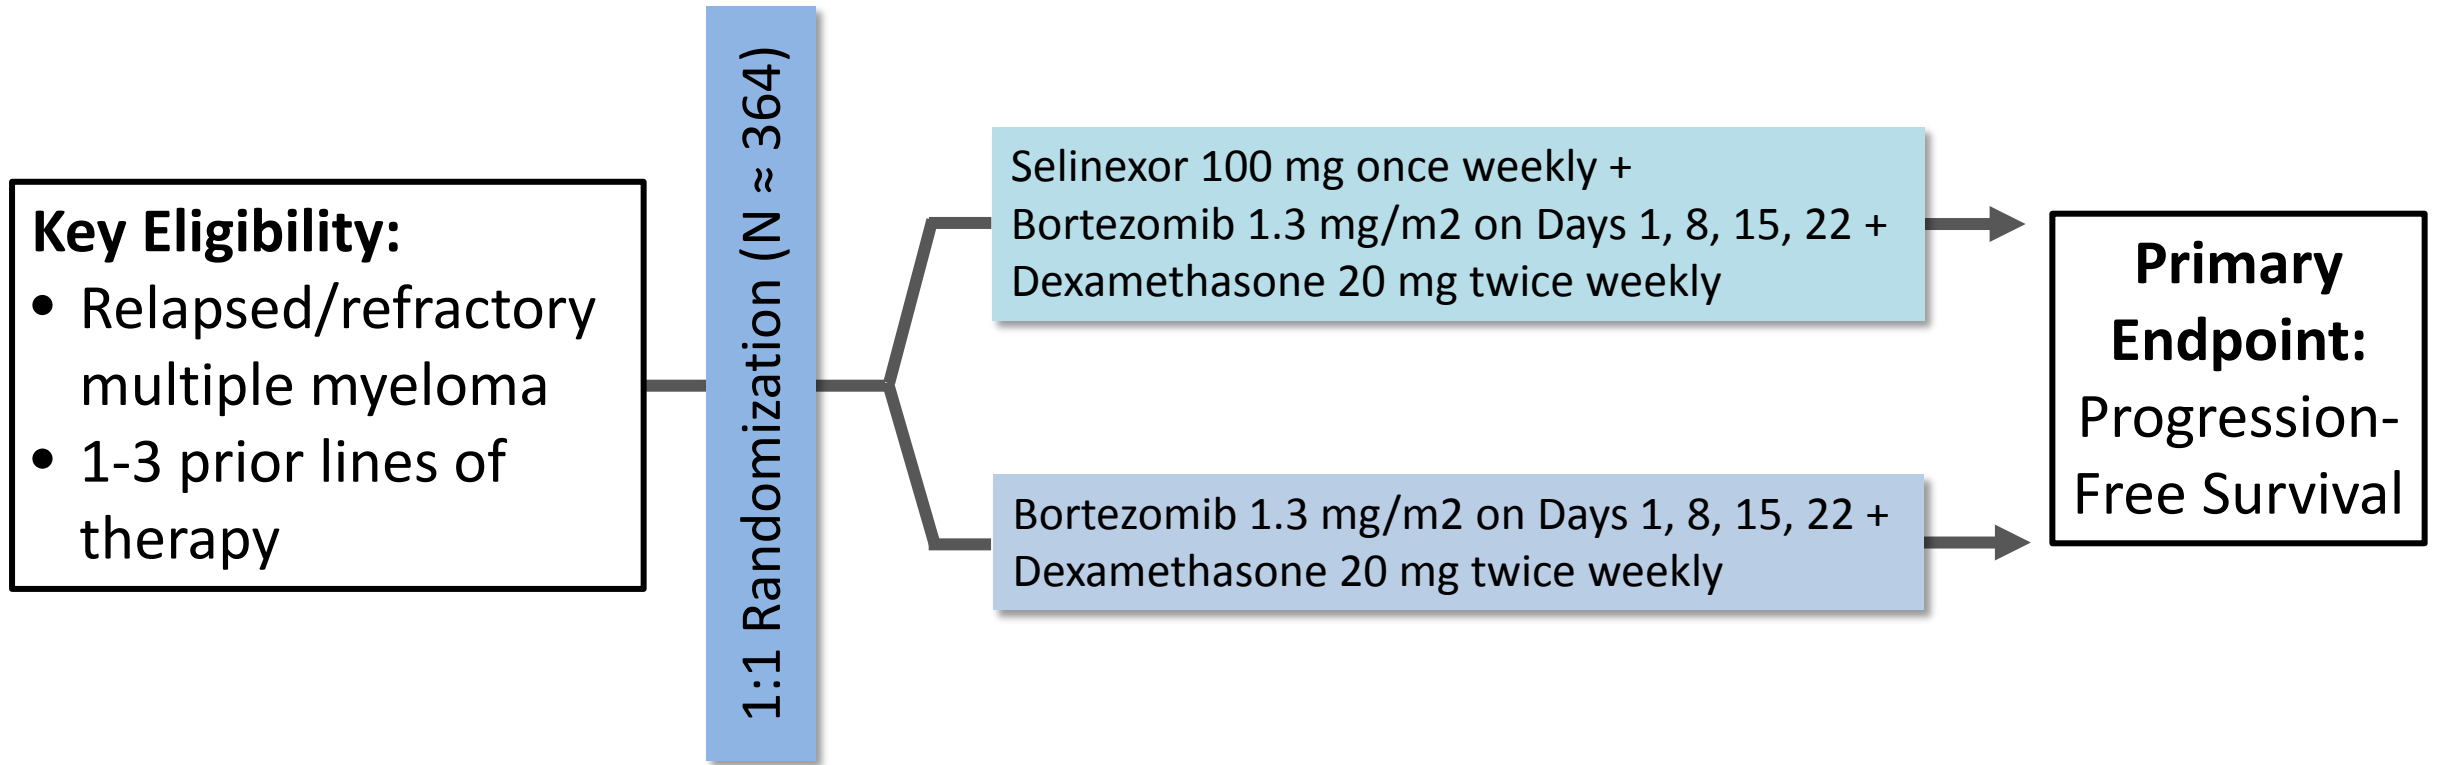 Key Eligibility:
• Relapsed/refractory
multiple myeloma
• 1-3 prior lines of
therapy
1:1 Randomization (N ≈ 364)
Selinexor 100 mg once weekly +
Bortezomib 1.3 mg/m2 on Days 1, 8, 15, 22 +
Dexamethasone 20 mg twice weekly
Bortezomib 1.3 mg/m2 on Days 1, 8, 15, 22 +
Dexamethasone 20 mg twice weekly
Primary
Endpoint:
Progression-
Free Survival